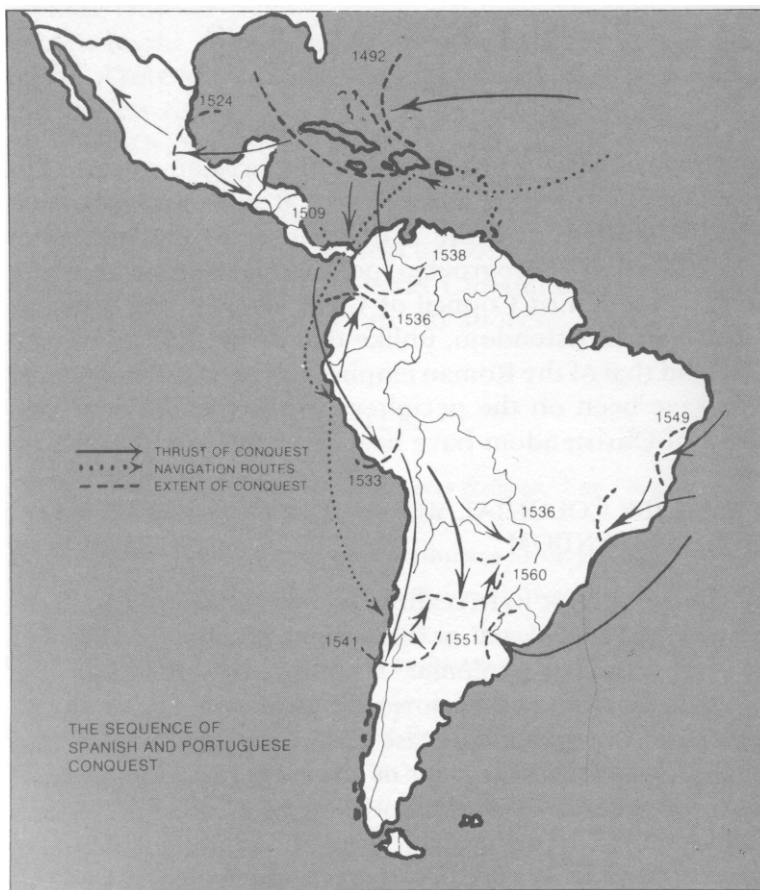 1492
1524
1509
1538
1536
1549
THRUST OF CONQUEST
NAVIGATION ROUTES
EXTENT OF CONQUEST
1533
1536
1560
1541
1551
THE SEQUENCE OF
SPANISH AND PORTUGUESE
CONQUEST